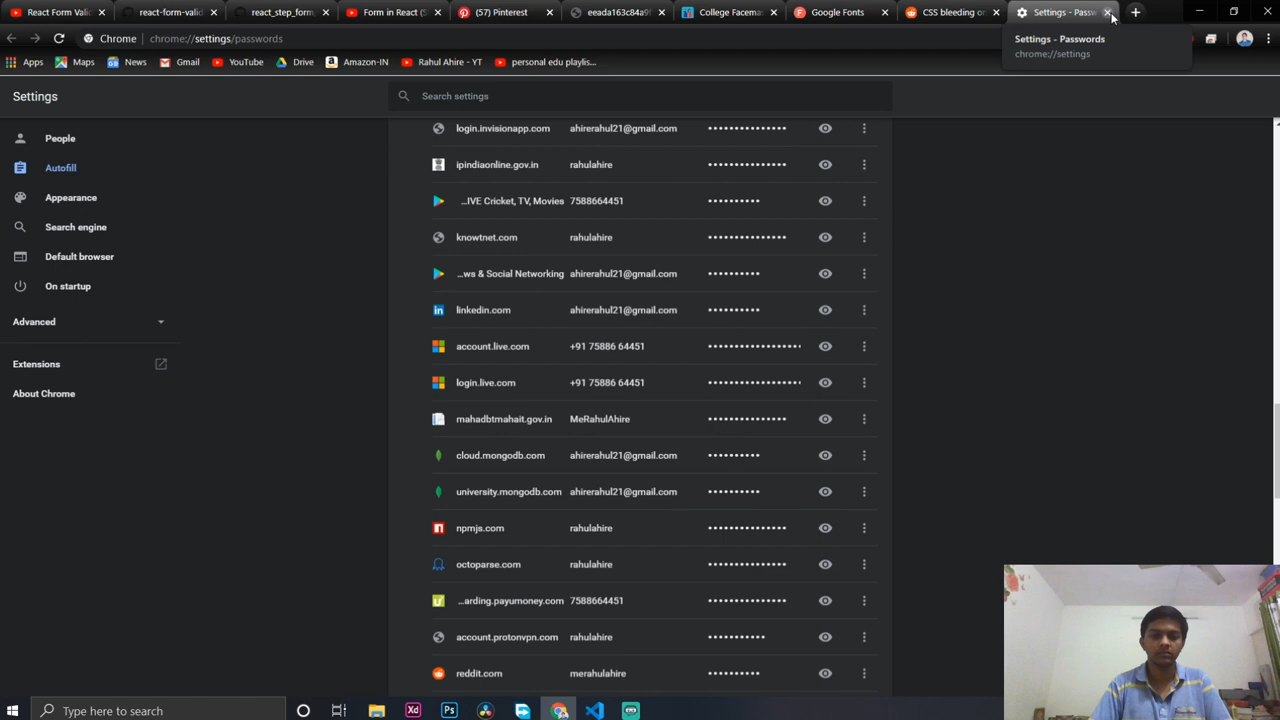 React Form Valid
react-form-valid
react_step_form
Form in React (S
(57) Pinterest
eeada163c84a9
College Facema
Google Fonts
CSS bleeding or
Settings - Passw
Chrome chrome://settings/passwords
Settings - Passwords
chrome://settings
Apps Maps News Gmail YouTube Drive Amazon-IN Rahul Ahire - YT personal edu playlis...
Settings
Search settings
People
Autofill
Appearance
Search engine
Default browser
On startup
Advanced
Extensions
About Chrome
login.invisionapp.com ahirerahul21@gmail.com •••••••••••••••
ipindiaonline.gov.in rahulahire •••••••••••••••
...IVE Cricket, TV, Movies 7588664451 ••••••••••
knowtnet.com rahulahire •••••••••••••••
...ws & Social Networking ahirerahul21@gmail.com ••••••••••
linkedin.com ahirerahul21@gmail.com ••••••••••
account.live.com +91 75886 64451 ••••••••••••••••••
login.live.com +91 75886 64451 ••••••••••••••••••
mahadbtmahait.gov.in MeRahulAhire •••••••••••••••
cloud.mongodb.com ahirerahul21@gmail.com ••••••••••
university.mongodb.com ahirerahul21@gmail.com ••••••••••
npmjs.com rahulahire •••••••••••••••
octoparse.com rahulahire •••••••••••••••
...arding.payumoney.com 7588664451 •••••••••••••••
account.protonvpn.com rahulahire •••••••••••
reddit.com merahulahire ••••••••••
Type here to search